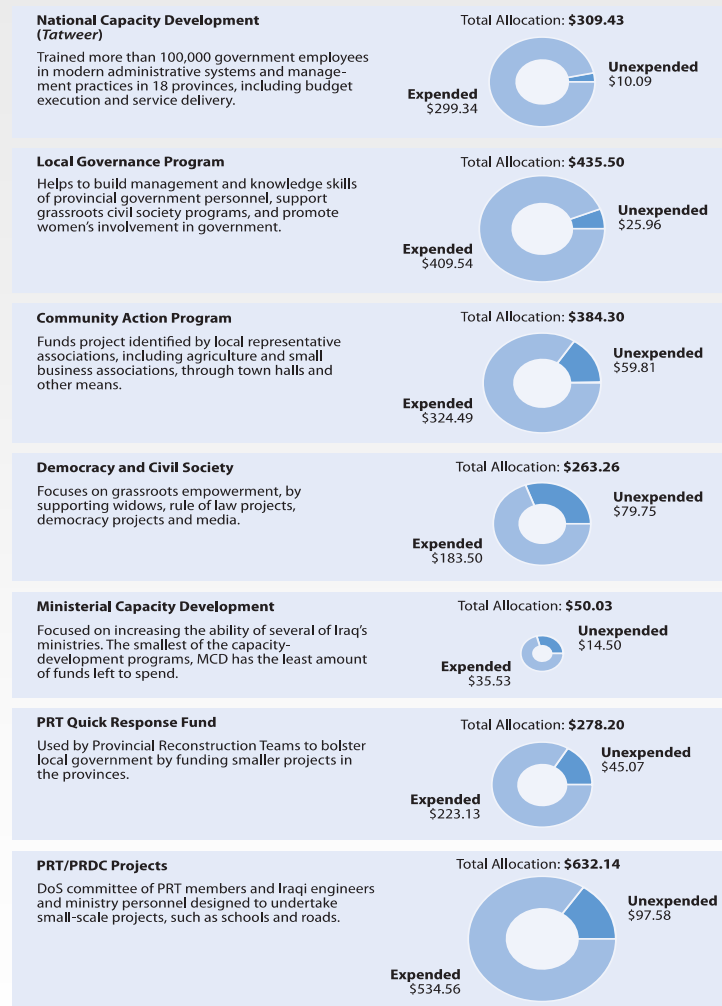 National Capacity Development
(Tatweer)
Trained more than 100,000 government employees
in modern administrative systems and manage-
ment practices in 18 provinces, including budget
execution and service delivery.
Total Allocation: $309.43
Unexpended
$10.09
Expended
$299.34
Local Governance Program
Helps to build management and knowledge skills
of provincial government personnel, support
grassroots civil society programs, and promote
women's involvement in government.
Total Allocation: $435.50
Unexpended
$25.96
Expended
$409.54
Community Action Program
Funds project identified by local representative
associations, including agriculture and small
business associations, through town halls and
other means.
Total Allocation: $384.30
Unexpended
$59.81
Expended
$324.49
Democracy and Civil Society
Focuses on grassroots empowerment, by
supporting widows, rule of law projects,
democracy projects and media.
Total Allocation: $263.26
Unexpended
$79.75
Expended
$183.50
Ministerial Capacity Development
Focused on increasing the ability of several of Iraq's
ministries. The smallest of the capacity-
development programs, MCD has the least amount
of funds left to spend.
Total Allocation: $50.03
Unexpended
$14.50
Expended
$35.53
PRT Quick Response Fund
Used by Provincial Reconstruction Teams to bolster
local government by funding smaller projects in
the provinces.
Total Allocation: $278.20
Unexpended
$45.07
Expended
$223.13
PRT/PRDC Projects
DoS committee of PRT members and Iraqi engineers
and ministry personnel designed to undertake
small-scale projects, such as schools and roads.
Total Allocation: $632.14
Unexpended
$97.58
Expended
$534.56